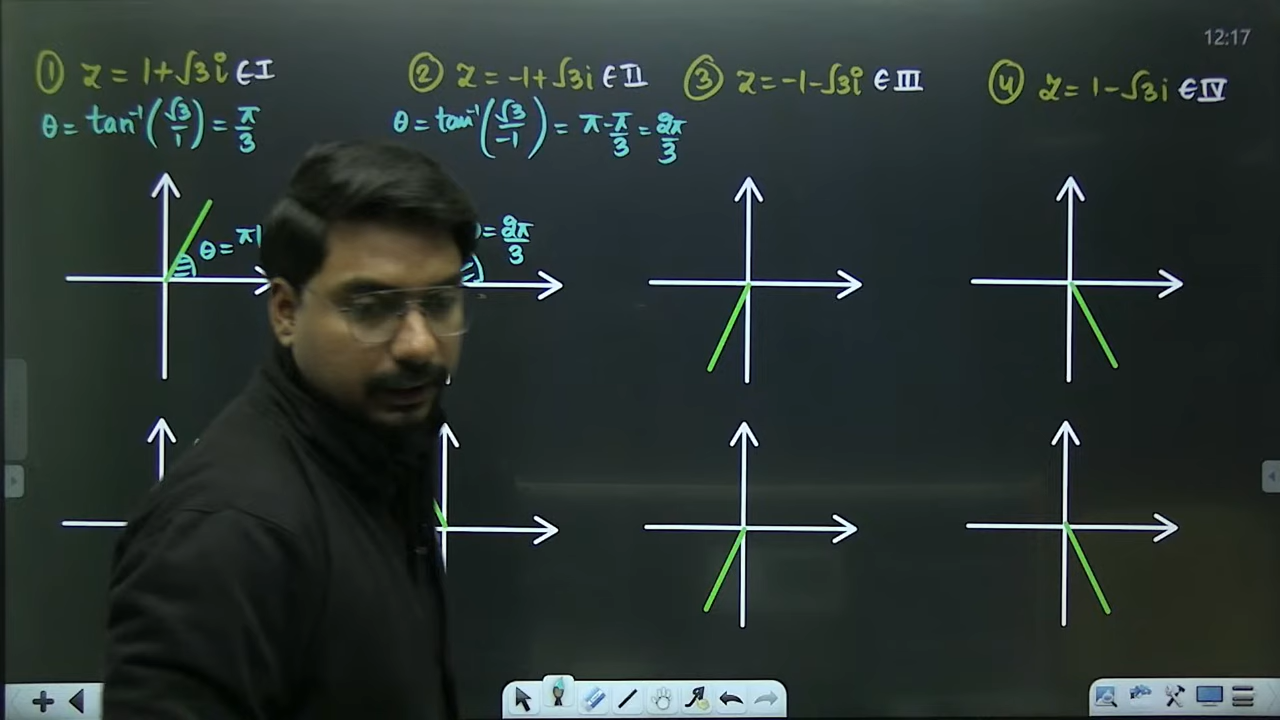 12:17
① z = 1+√3i ∈ I
θ = tan⁻¹(√3/1) = π/3
② z = -1+√3i ∈ II
θ = tan⁻¹(√3/-1) = π-π/3 = 2π/3
③ z = -1-√3i ∈ III
④ z = 1-√3i ∈ IV
θ = π/
= 2π/3